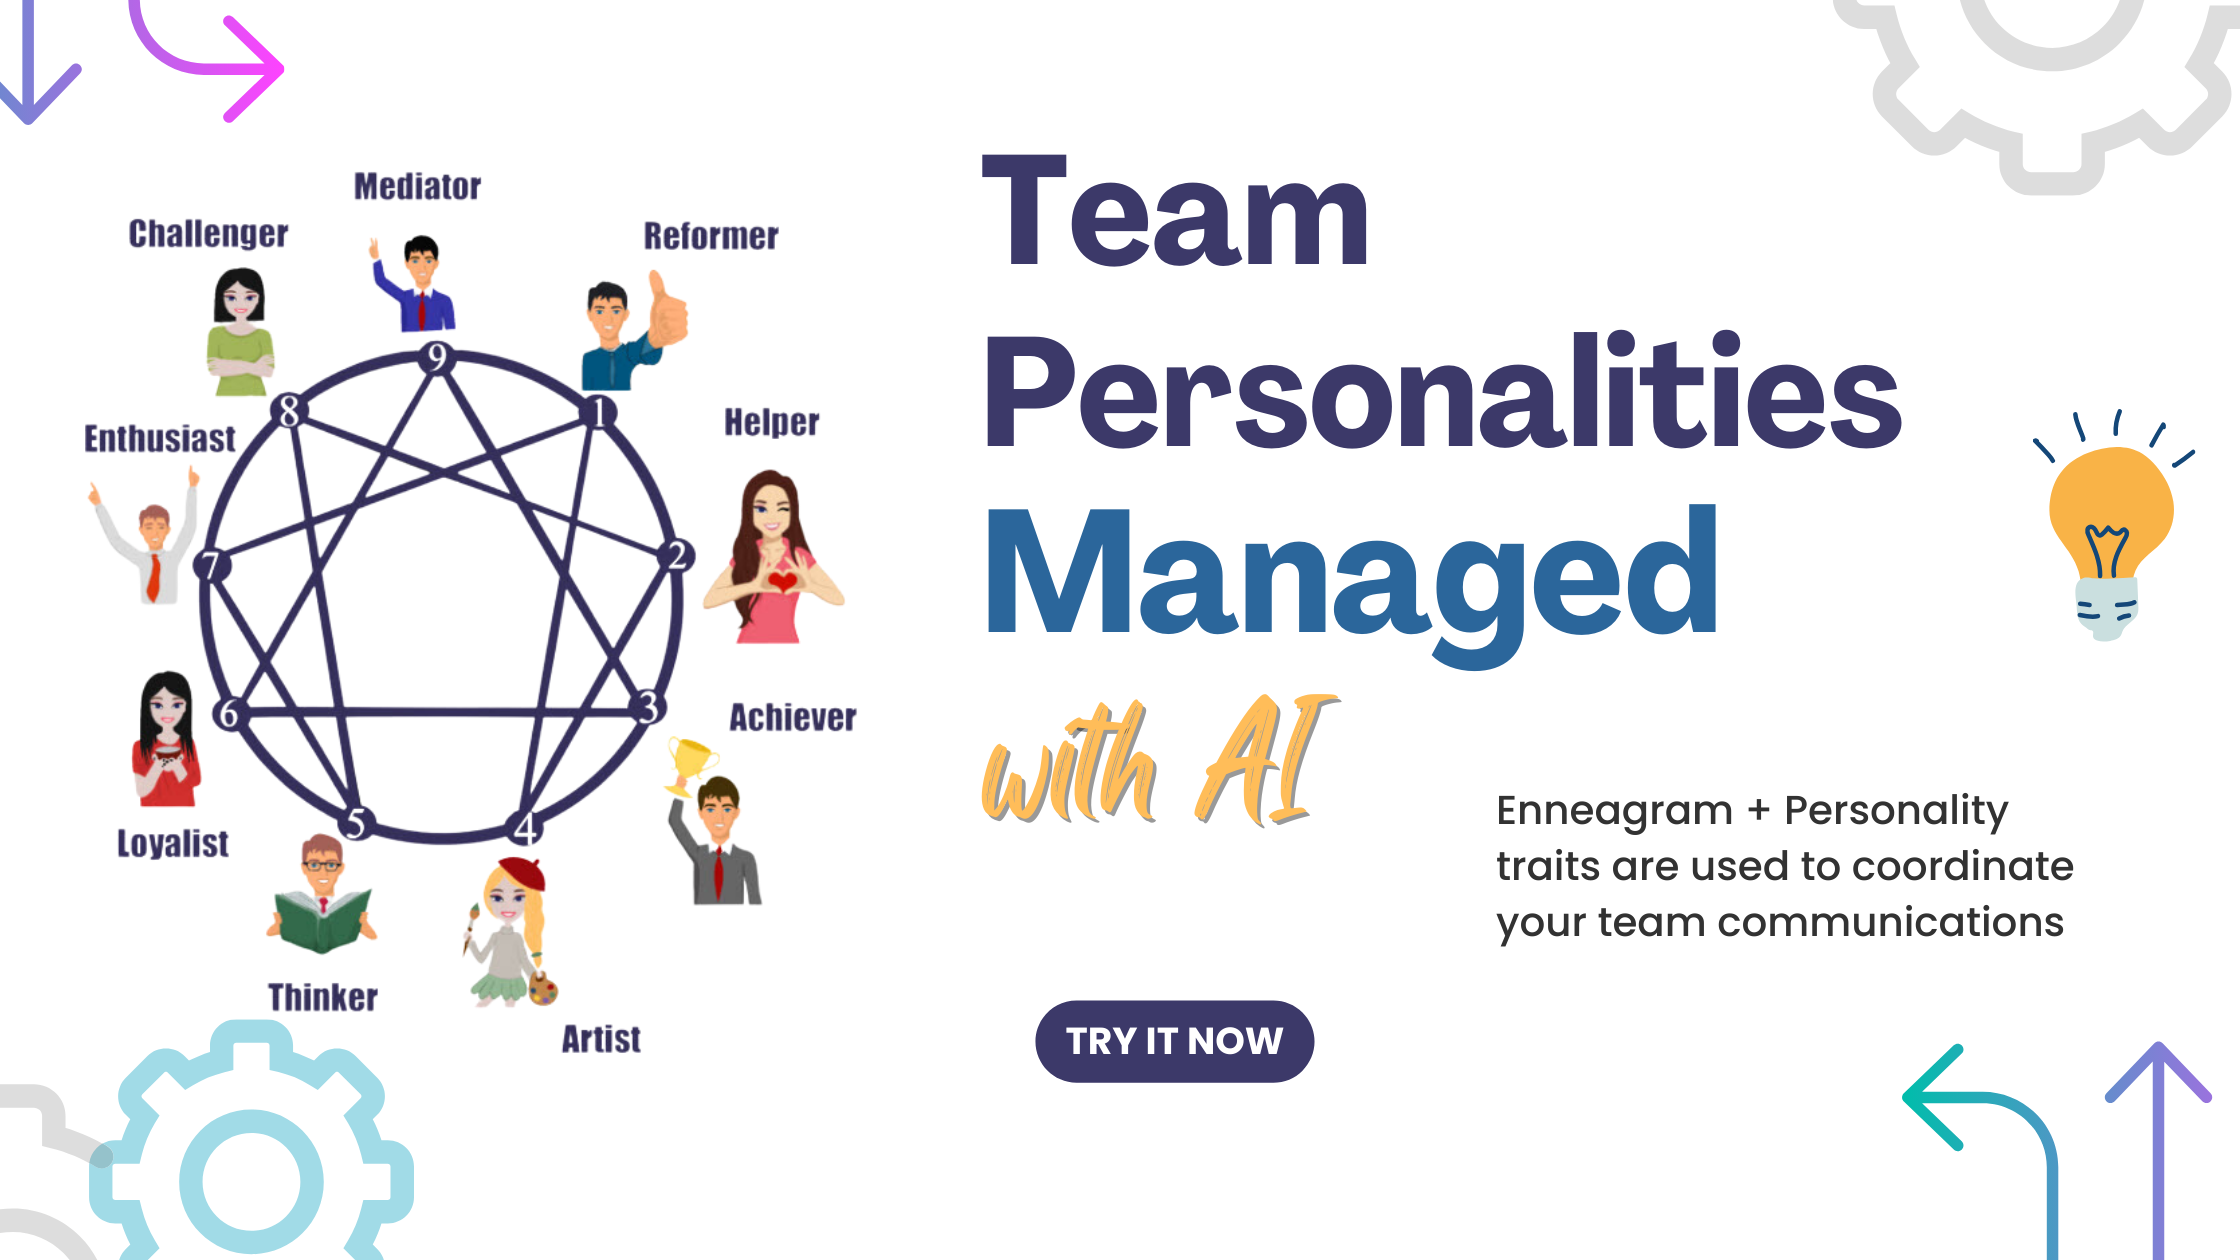 Mediator
Challenger
Reformer
9
8
1
Helper
Enthusiast
7
2
6
3
Achiever
5
4
Loyalist
Thinker
Artist
Team
Personalities
Managed
with AI
Enneagram + Personality
traits are used to coordinate
your team communications
TRY IT NOW